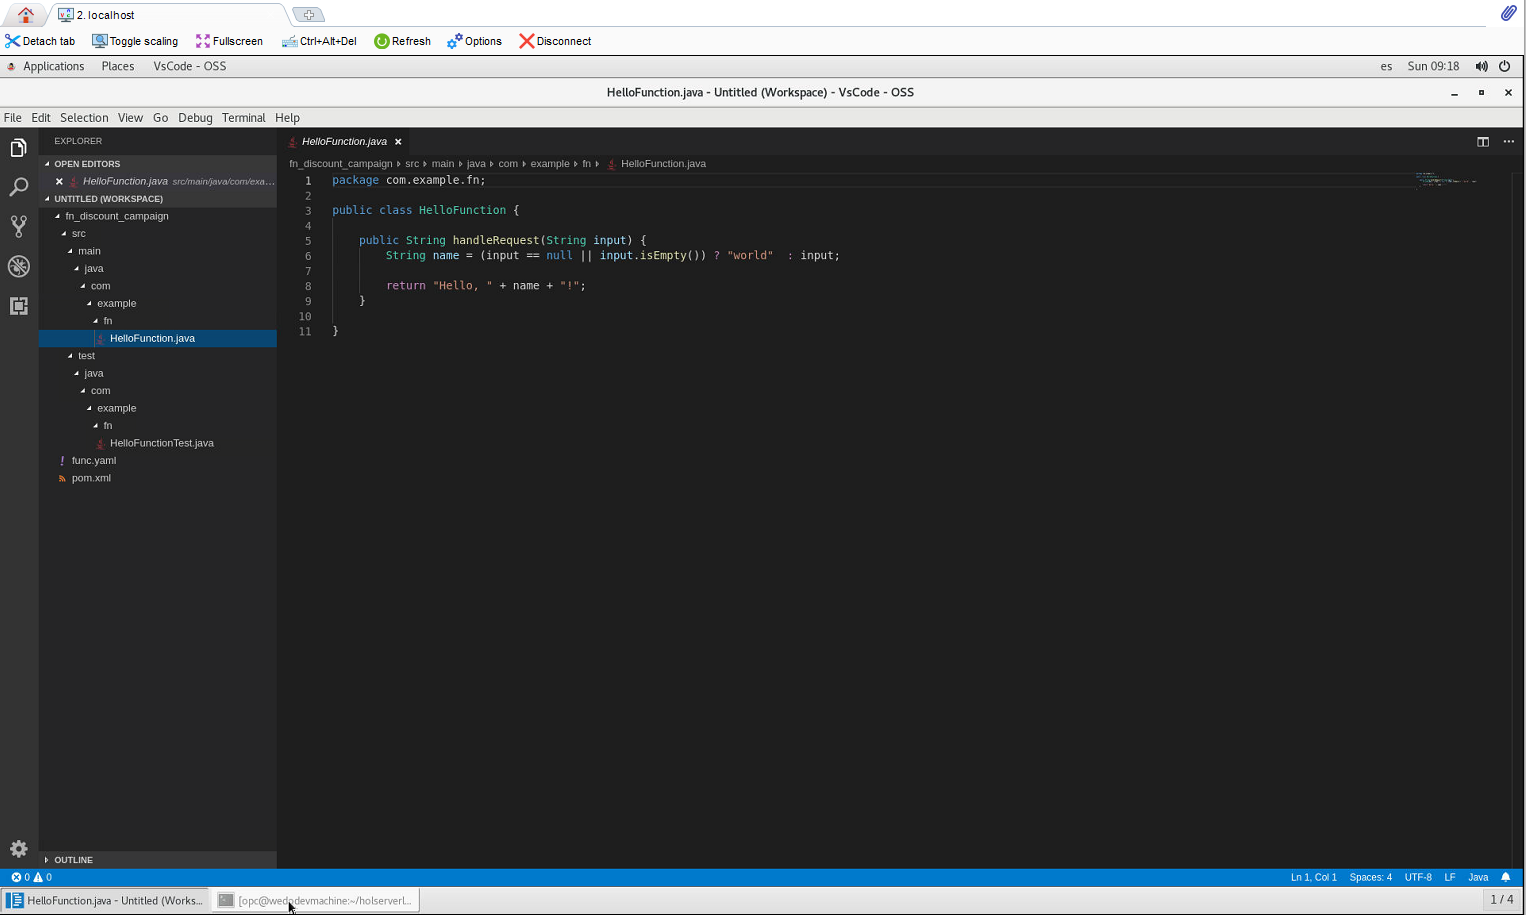 2. localhost
Detach tab Toggle scaling Fullscreen Ctrl+Alt+Del Refresh Options Disconnect
Applications Places VsCode - OSS es Sun 09:18
HelloFunction.java - Untitled (Workspace) - VsCode - OSS
File Edit Selection View Go Debug Terminal Help
EXPLORER
OPEN EDITORS
HelloFunction.java src/main/java/com/exa...
UNTITLED (WORKSPACE)
fn_discount_campaign
src
main
java
com
example
fn
HelloFunction.java
test
java
com
example
fn
HelloFunctionTest.java
func.yaml
pom.xml
OUTLINE
HelloFunction.java
fn_discount_campaign src main java com example fn HelloFunction.java
1 package com.example.fn;
2
3 public class HelloFunction {
4
5 public String handleRequest(String input) {
6 String name = (input == null || input.isEmpty()) ? "world"  : input;
7
8 return "Hello, " + name + "!";
9 }
10
11 }
0 0 Ln 1, Col 1 Spaces: 4 UTF-8 LF Java
HelloFunction.java - Untitled (Works... [opc@wedodevmachine:~/holserverl... 1 / 4